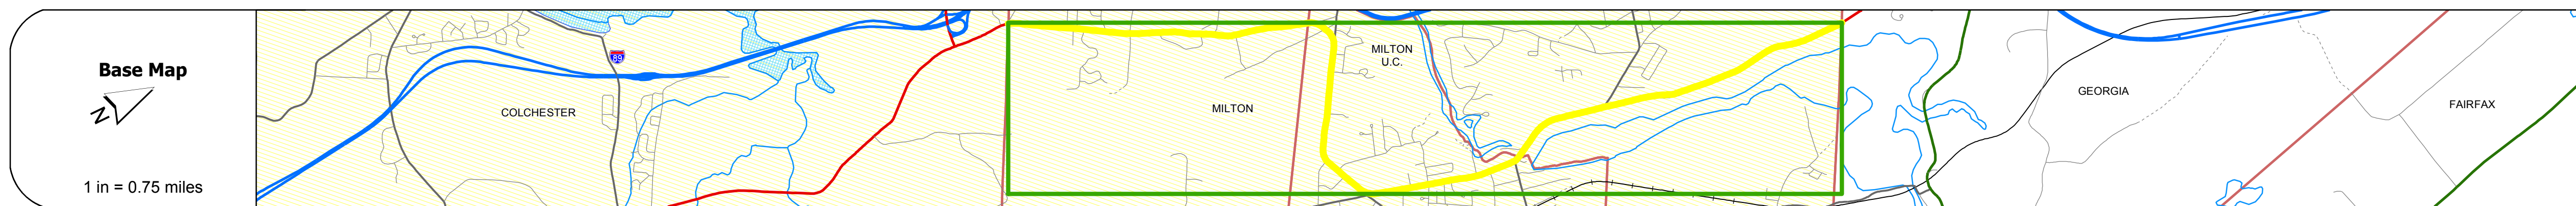 Base Map
N
1 in = 0.75 miles
COLCHESTER
89
MILTON
MILTON
U.C.
GEORGIA
FAIRFAX